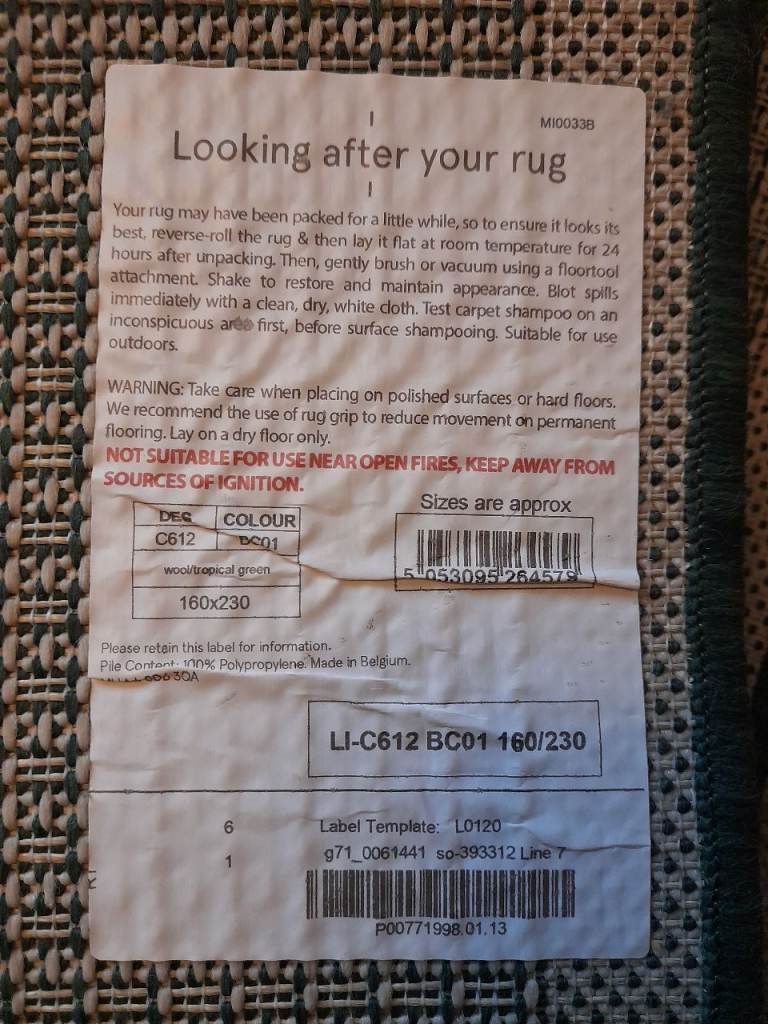 MI0033B
Looking after your rug
Your rug may have been packed for a little while, so to ensure it looks its
best, reverse-roll the rug & then lay it flat at room temperature for 24
hours after unpacking. Then, gently brush or vacuum using a floortool
attachment. Shake to restore and maintain appearance. Blot spills
immediately with a clean, dry, white cloth. Test carpet shampoo on an
inconspicuous area first, before surface shampooing. Suitable for use
outdoors.
WARNING: Take care when placing on polished surfaces or hard floors.
We recommend the use of rug grip to reduce movement on permanent
flooring. Lay on a dry floor only.
NOT SUITABLE FOR USE NEAR OPEN FIRES, KEEP AWAY FROM
SOURCES OF IGNITION.
Sizes are approx
DES COLOUR
C612 BC01
wool/tropical green
160x230
5 053095 264579
Please retain this label for information.
Pile Content: 100% Polypropylene. Made in Belgium.
3QA
LI-C612 BC01 160/230
6 Label Template: L0120
1 g71_0061441 so-393312 Line 7
P00771998.01.13